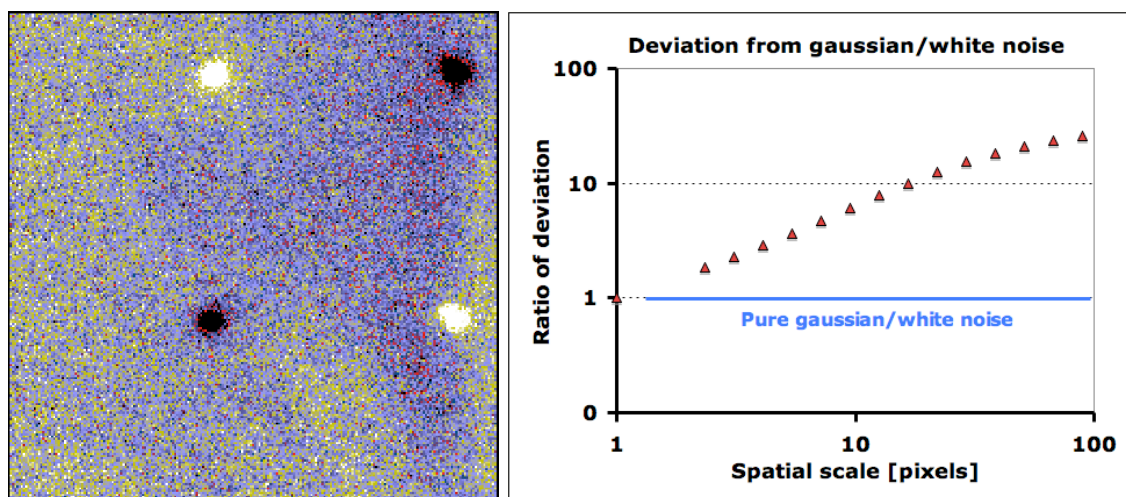 Deviation from gaussian/white noise
100
10
1
0
Ratio of deviation
Pure gaussian/white noise
1
10
100
Spatial scale [pixels]